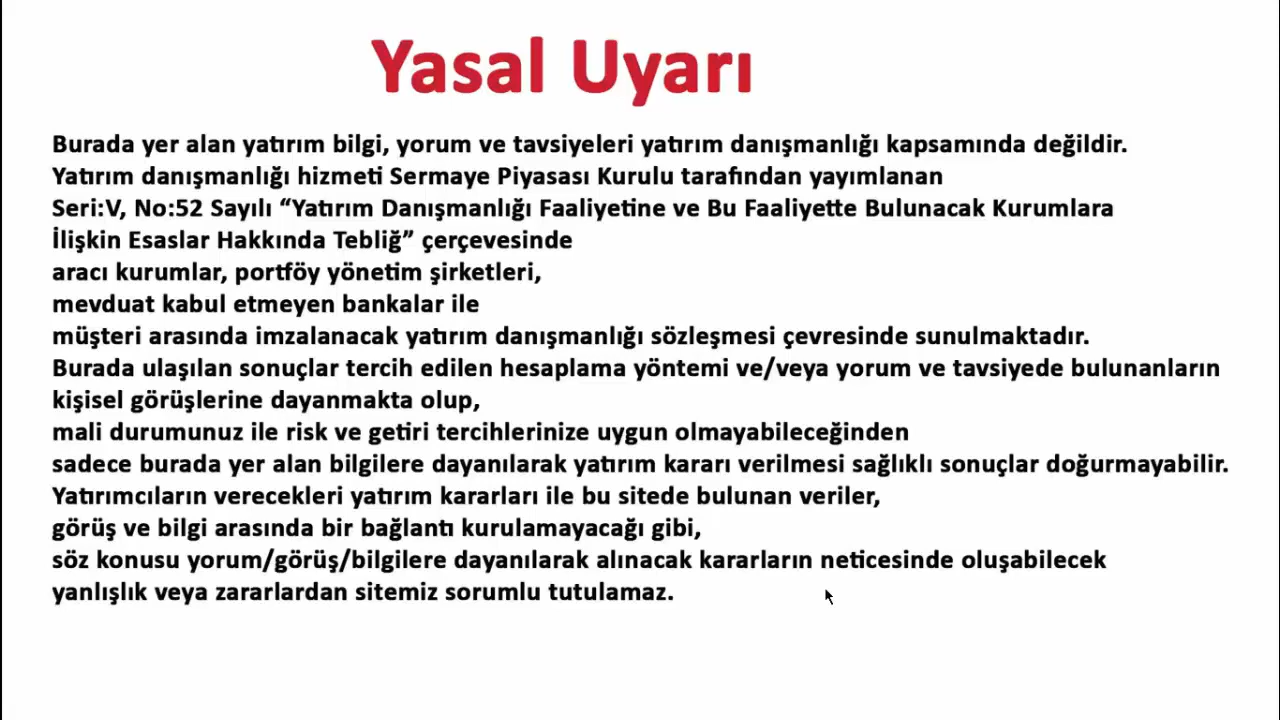 Yasal Uyarı
Burada yer alan yatırım bilgi, yorum ve tavsiyeleri yatırım danışmanlığı kapsamında değildir.
Yatırım danışmanlığı hizmeti Sermaye Piyasası Kurulu tarafından yayımlanan
Seri:V, No:52 Sayılı “Yatırım Danışmanlığı Faaliyetine ve Bu Faaliyette Bulunacak Kurumlara
İlişkin Esaslar Hakkında Tebliğ” çerçevesinde
aracı kurumlar, portföy yönetim şirketleri,
mevduat kabul etmeyen bankalar ile
müşteri arasında imzalanacak yatırım danışmanlığı sözleşmesi çevresinde sunulmaktadır.
Burada ulaşılan sonuçlar tercih edilen hesaplama yöntemi ve/veya yorum ve tavsiyede bulunanların
kişisel görüşlerine dayanmakta olup,
mali durumunuz ile risk ve getiri tercihlerinize uygun olmayabileceğinden
sadece burada yer alan bilgilere dayanılarak yatırım kararı verilmesi sağlıklı sonuçlar doğurmayabilir.
Yatırımcıların verecekleri yatırım kararları ile bu sitede bulunan veriler,
görüş ve bilgi arasında bir bağlantı kurulamayacağı gibi,
söz konusu yorum/görüş/bilgilere dayanılarak alınacak kararların neticesinde oluşabilecek
yanlışlık veya zararlardan sitemiz sorumlu tutulamaz.